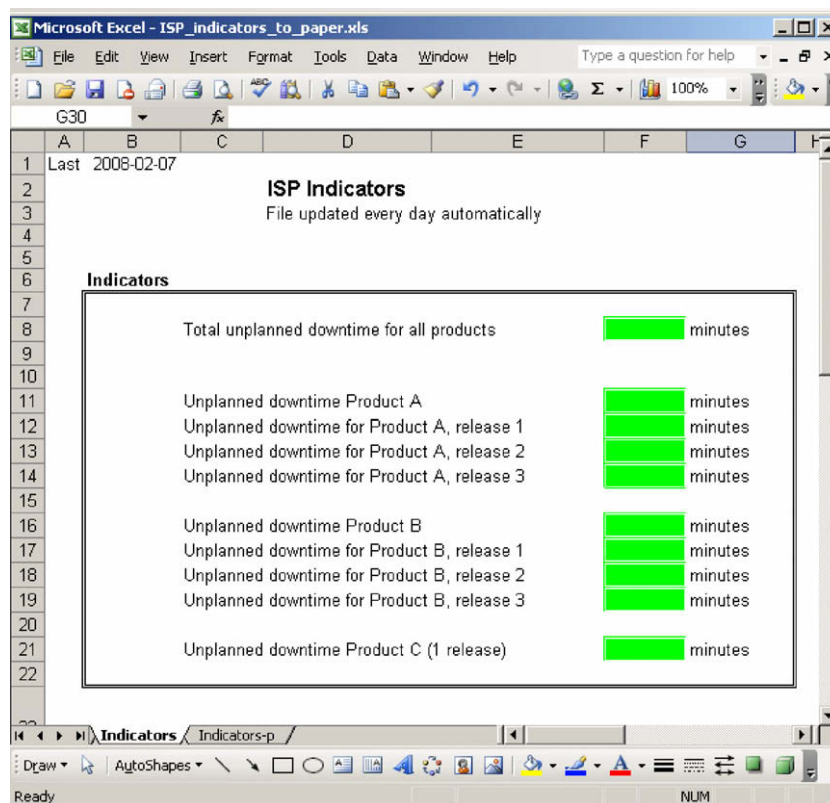 Microsoft Excel - ISP_indicators_to_paper.xls
File Edit View Insert Format Tools Data Window Help Type a question for help
ABC Σ 100%
G30 fx
A B C D E F G H
1 Last 2008-02-07
2 ISP Indicators
3 File updated every day automatically
4
5
6 Indicators
7
8 Total unplanned downtime for all products minutes
9
10
11 Unplanned downtime Product A minutes
12 Unplanned downtime for Product A, release 1 minutes
13 Unplanned downtime for Product A, release 2 minutes
14 Unplanned downtime for Product A, release 3 minutes
15
16 Unplanned downtime Product B minutes
17 Unplanned downtime for Product B, release 1 minutes
18 Unplanned downtime for Product B, release 2 minutes
19 Unplanned downtime for Product B, release 3 minutes
20
21 Unplanned downtime Product C (1 release) minutes
22
Indicators Indicators-p
Draw AutoShapes A
Ready NUM